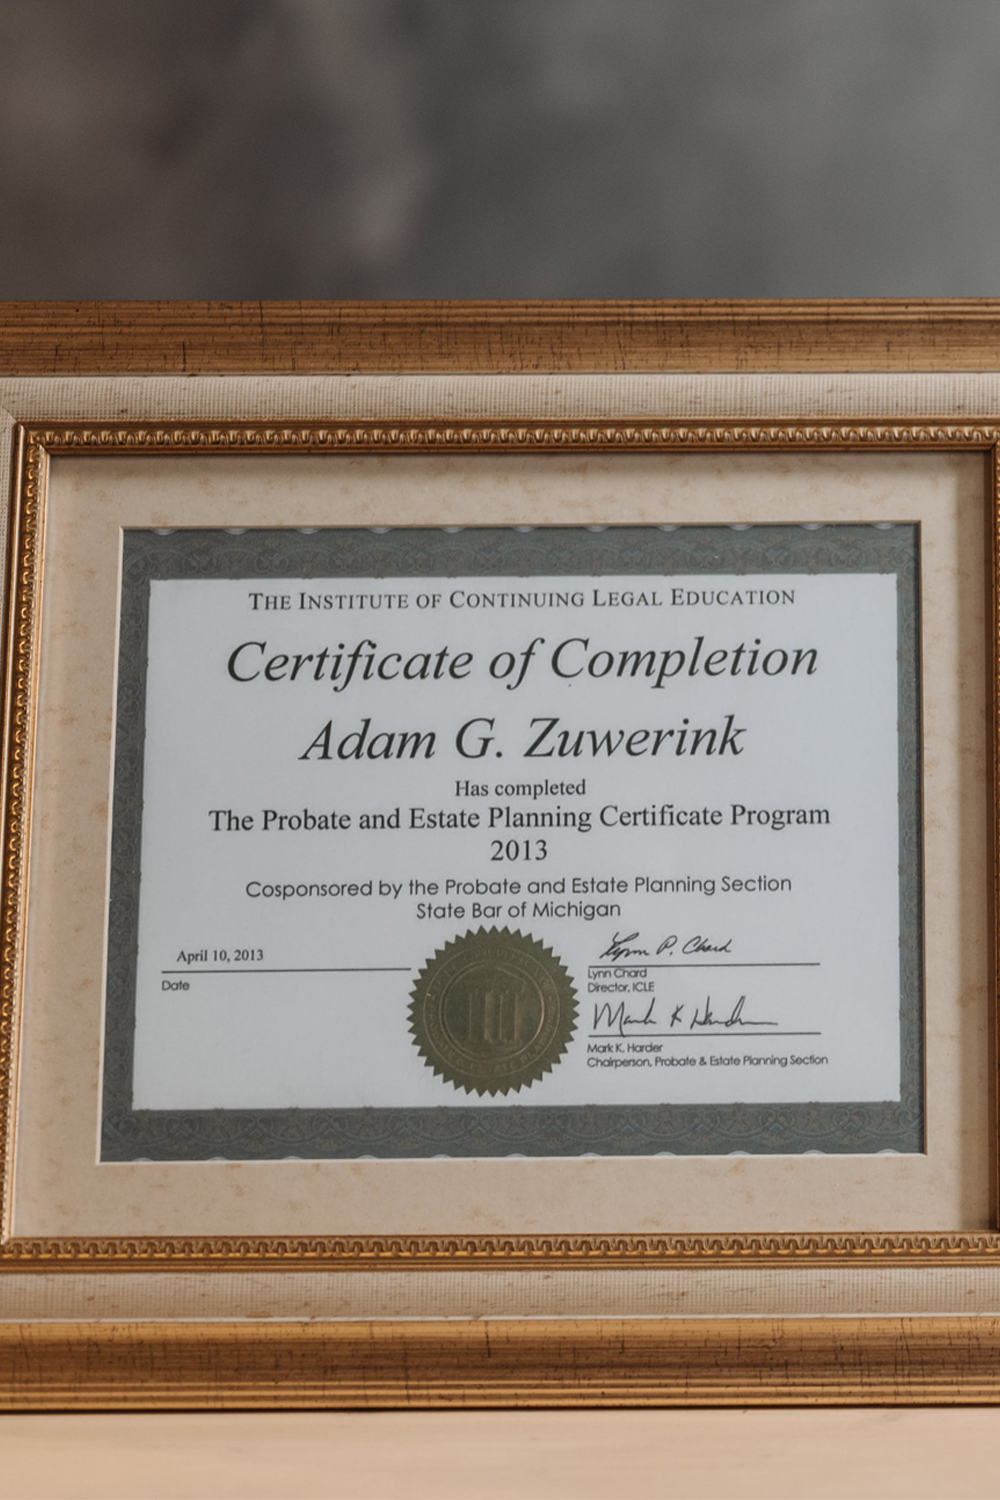 THE INSTITUTE OF CONTINUING LEGAL EDUCATION
Certificate of Completion
Adam G. Zuwerink
Has completed
The Probate and Estate Planning Certificate Program
2013
Cosponsored by the Probate and Estate Planning Section
State Bar of Michigan
April 10, 2013
Date
Lynn P. Chard
Lynn Chard
Director, ICLE
Mark K Harder
Mark K. Harder
Chairperson, Probate & Estate Planning Section